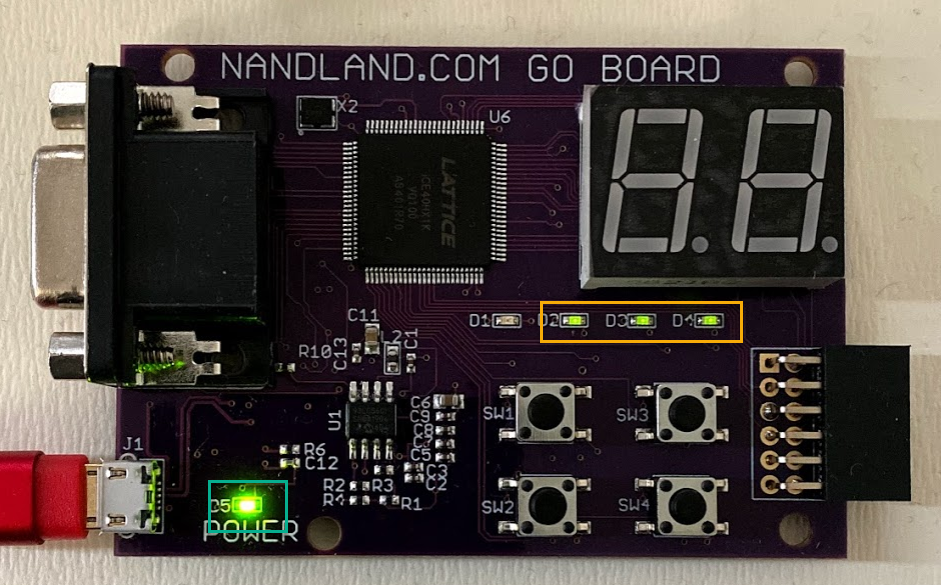 NANDLAND.COM GO BOARD
X2
U6
LATTICE
ICE40HX1K
VQ100
D1
D2
D3
D4
C11
L2
C1
R10
C13
U1
C6
C9
C8
C7
C5
C3
C2
SW1
SW3
J1
R6
C12
R2
R3
R4
R1
SW2
SW4
D5
POWER